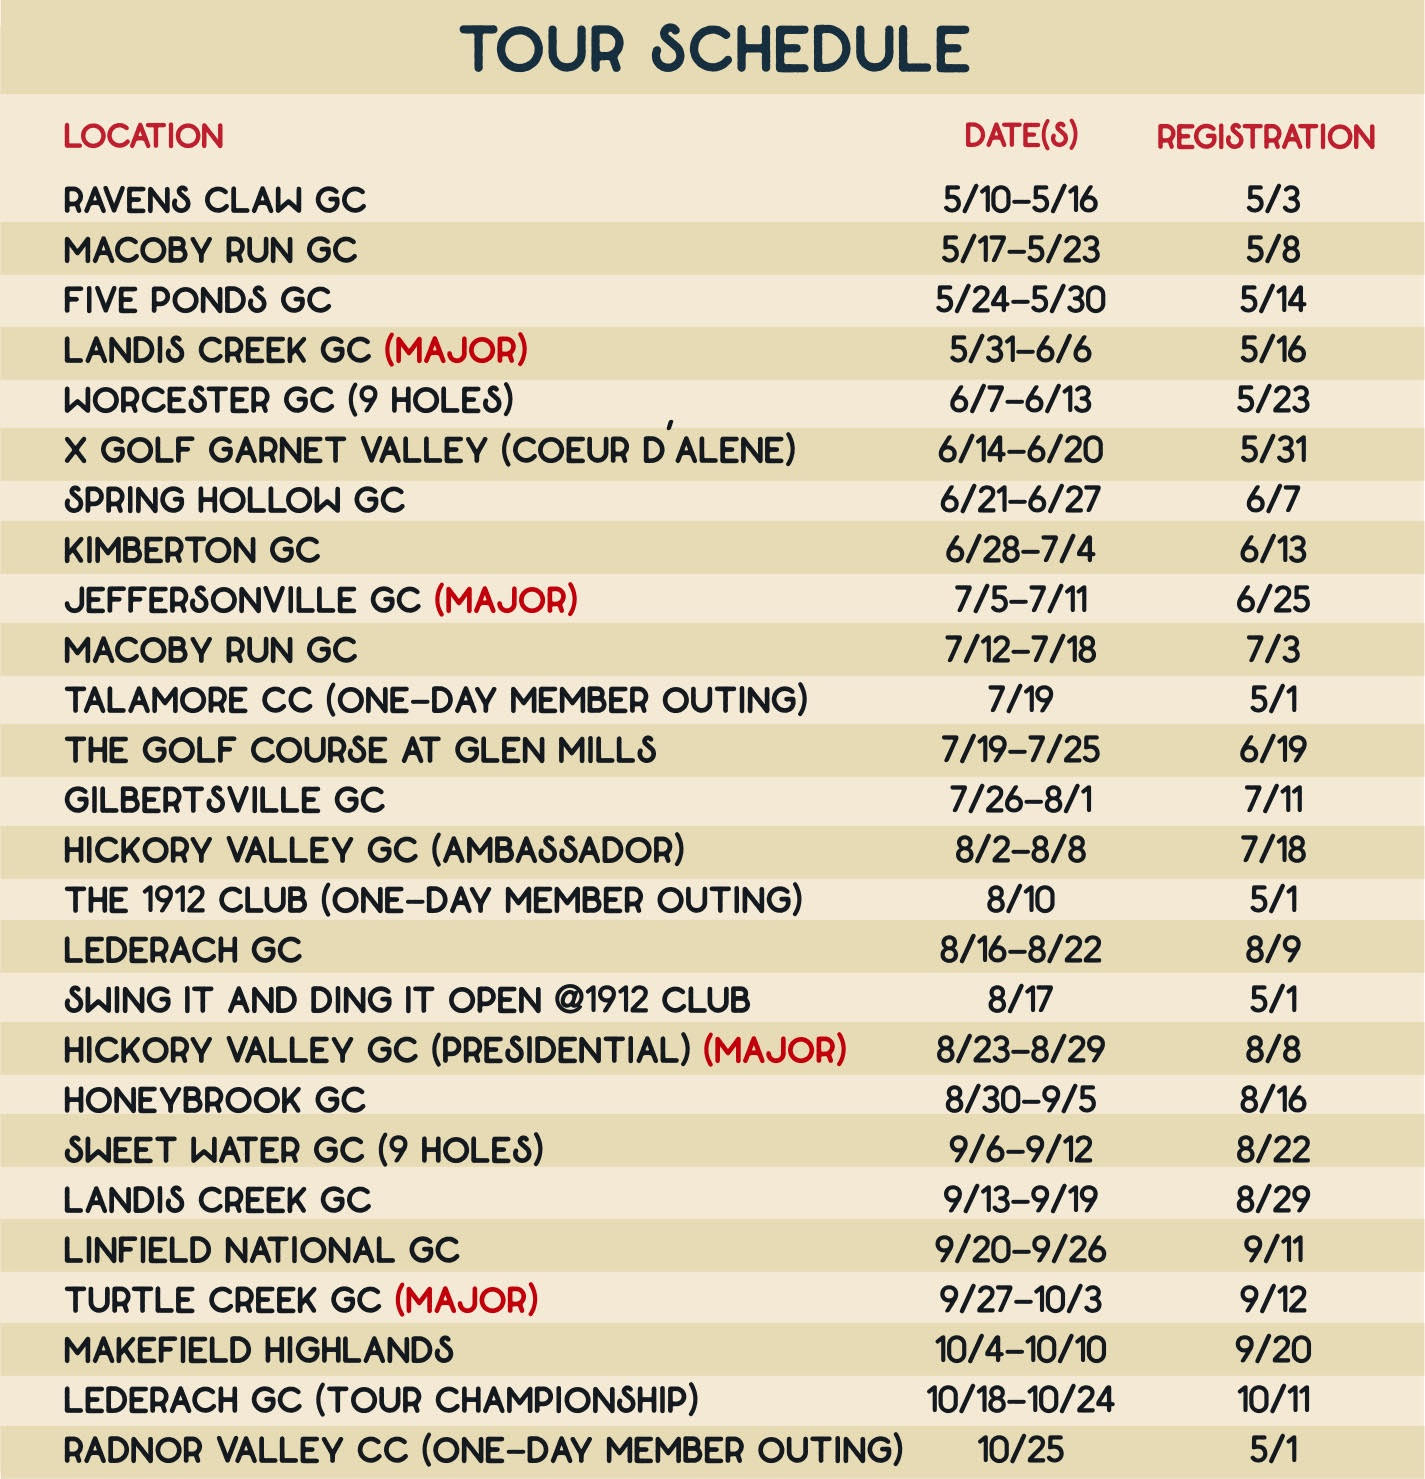 TOUR SCHEDULE
LOCATION DATE(S) REGISTRATION
RAVENS CLAW GC 5/10–5/16 5/3
MACOBY RUN GC 5/17–5/23 5/8
FIVE PONDS GC 5/24–5/30 5/14
LANDIS CREEK GC (MAJOR) 5/31–6/6 5/16
WORCESTER GC (9 HOLES) 6/7–6/13 5/23
X GOLF GARNET VALLEY (COEUR D'ALENE) 6/14–6/20 5/31
SPRING HOLLOW GC 6/21–6/27 6/7
KIMBERTON GC 6/28–7/4 6/13
JEFFERSONVILLE GC (MAJOR) 7/5–7/11 6/25
MACOBY RUN GC 7/12–7/18 7/3
TALAMORE CC (ONE–DAY MEMBER OUTING) 7/19 5/1
THE GOLF COURSE AT GLEN MILLS 7/19–7/25 6/19
GILBERTSVILLE GC 7/26–8/1 7/11
HICKORY VALLEY GC (AMBASSADOR) 8/2–8/8 7/18
THE 1912 CLUB (ONE–DAY MEMBER OUTING) 8/10 5/1
LEDERACH GC 8/16–8/22 8/9
SWING IT AND DING IT OPEN @1912 CLUB 8/17 5/1
HICKORY VALLEY GC (PRESIDENTIAL) (MAJOR) 8/23–8/29 8/8
HONEYBROOK GC 8/30–9/5 8/16
SWEET WATER GC (9 HOLES) 9/6–9/12 8/22
LANDIS CREEK GC 9/13–9/19 8/29
LINFIELD NATIONAL GC 9/20–9/26 9/11
TURTLE CREEK GC (MAJOR) 9/27–10/3 9/12
MAKEFIELD HIGHLANDS 10/4–10/10 9/20
LEDERACH GC (TOUR CHAMPIONSHIP) 10/18–10/24 10/11
RADNOR VALLEY CC (ONE–DAY MEMBER OUTING) 10/25 5/1